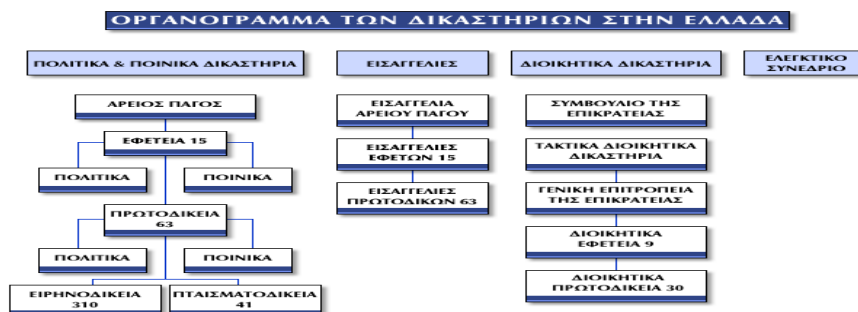 ΟΡΓΑΝΟΓΡΑΜΜΑ ΤΩΝ ΔΙΚΑΣΤΗΡΙΩΝ ΣΤΗΝ ΕΛΛΑΔΑ
ΠΟΛΙΤΙΚΑ & ΠΟΙΝΙΚΑ ΔΙΚΑΣΤΗΡΙΑ
ΑΡΕΙΟΣ ΠΑΓΟΣ
ΕΦΕΤΕΙΑ 15
ΠΟΛΙΤΙΚΑ
ΠΟΙΝΙΚΑ
ΠΡΩΤΟΔΙΚΕΙΑ
63
ΠΟΛΙΤΙΚΑ
ΠΟΙΝΙΚΑ
ΕΙΡΗΝΟΔΙΚΕΙΑ
310
ΠΤΑΙΣΜΑΤΟΔΙΚΕΙΑ
41
ΕΙΣΑΓΓΕΛΙΕΣ
ΕΙΣΑΓΓΕΛΙΑ
ΑΡΕΙΟΥ ΠΑΓΟΥ
ΕΙΣΑΓΓΕΛΙΕΣ
ΕΦΕΤΩΝ 15
ΕΙΣΑΓΓΕΛΙΕΣ
ΠΡΩΤΟΔΙΚΩΝ 63
ΔΙΟΙΚΗΤΙΚΑ ΔΙΚΑΣΤΗΡΙΑ
ΣΥΜΒΟΥΛΙΟ ΤΗΣ
ΕΠΙΚΡΑΤΕΙΑΣ
ΤΑΚΤΙΚΑ ΔΙΟΙΚΗΤΙΚΑ
ΔΙΚΑΣΤΗΡΙΑ
ΓΕΝΙΚΗ ΕΠΙΤΡΟΠΕΙΑ
ΤΗΣ ΕΠΙΚΡΑΤΕΙΑΣ
ΔΙΟΙΚΗΤΙΚΑ
ΕΦΕΤΕΙΑ 9
ΔΙΟΙΚΗΤΙΚΑ
ΠΡΩΤΟΔΙΚΕΙΑ 30
ΕΛΕΓΚΤΙΚΟ
ΣΥΝΕΔΡΙΟ